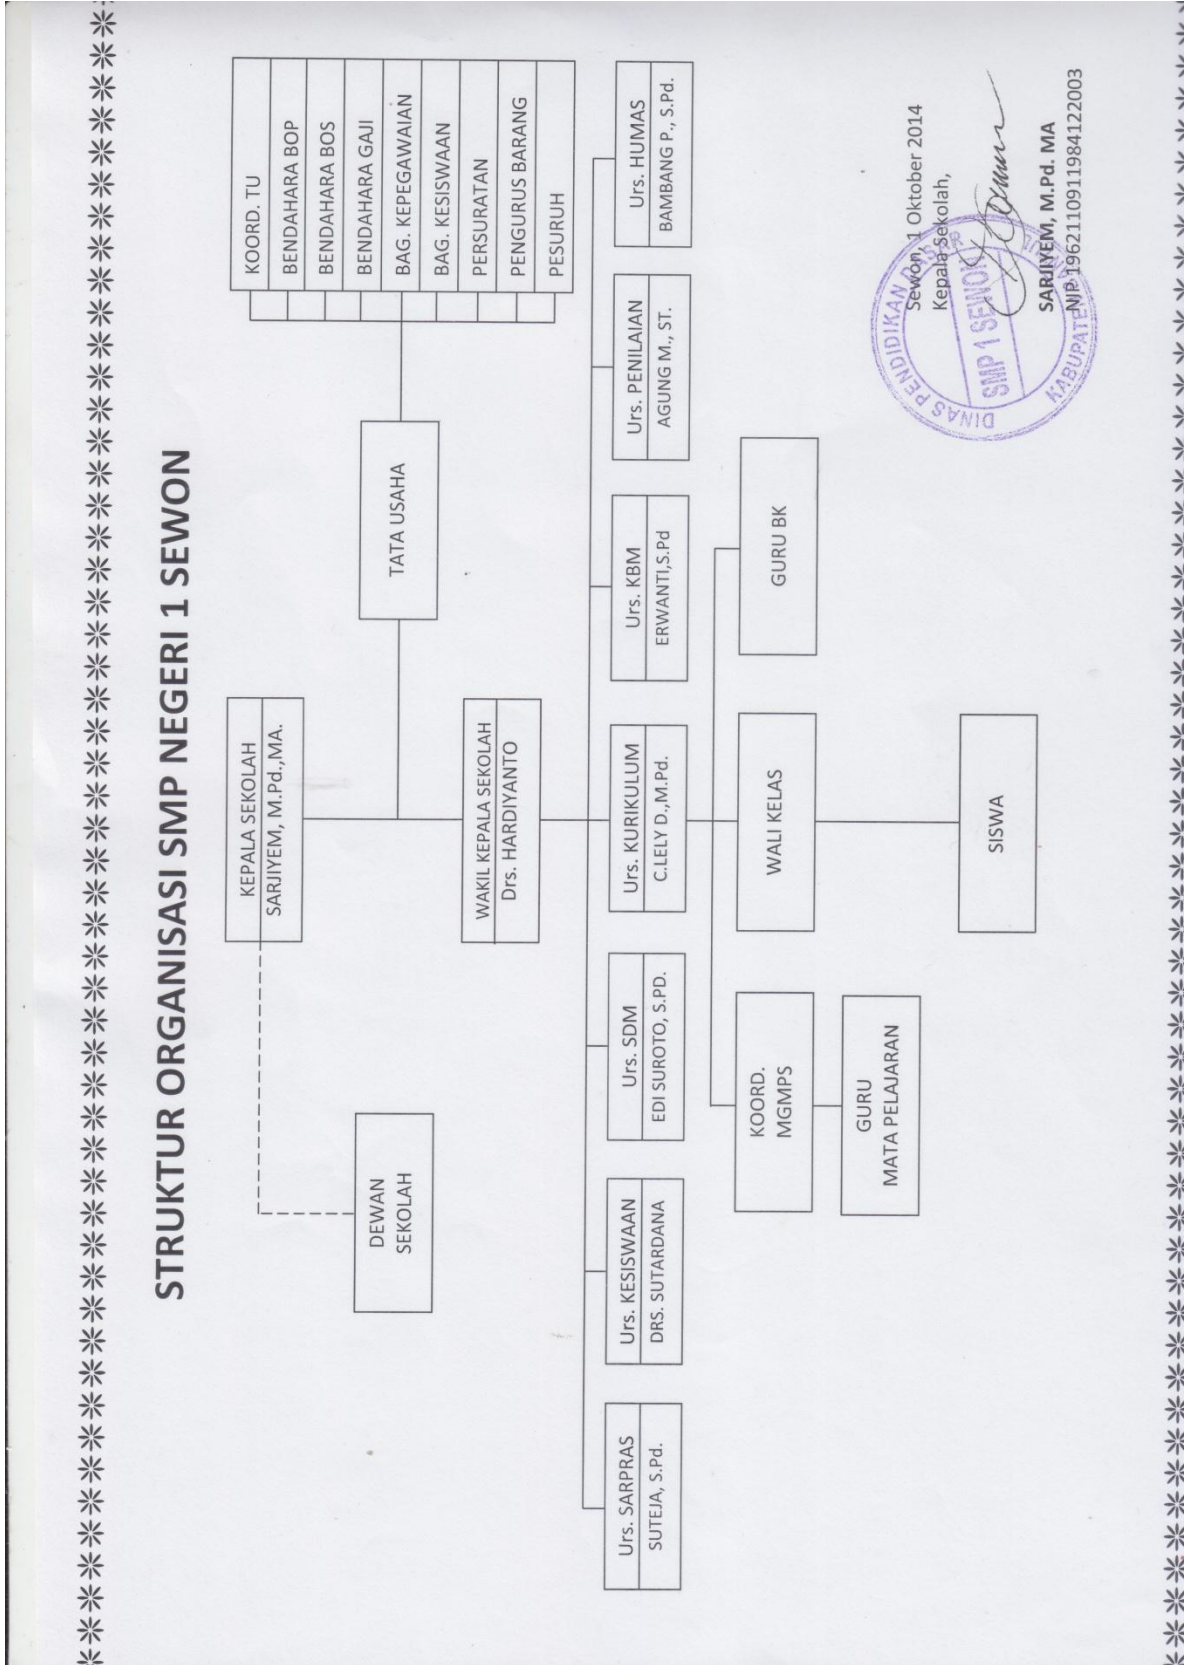 STRUKTUR ORGANISASI SMP NEGERI 1 SEWON
KEPALA SEKOLAH
SARJIYEM, M.Pd.,MA.
DEWAN
SEKOLAH
TATA USAHA
KOORD. TU
BENDAHARA BOP
BENDAHARA BOS
BENDAHARA GAJI
BAG. KEPEGAWAIAN
BAG. KESISWAAN
PERSURATAN
PENGURUS BARANG
PESURUH
WAKIL KEPALA SEKOLAH
Drs. HARDIYANTO
Urs. SARPRAS
SUTEJA, S.Pd.
Urs. KESISWAAN
DRS. SUTARDANA
Urs. SDM
EDI SUROTO, S.PD.
Urs. KURIKULUM
C.LELY D.,M.Pd.
Urs. KBM
ERWANTI,S.Pd
Urs. PENILAIAN
AGUNG M., ST.
Urs. HUMAS
BAMBANG P., S.Pd.
KOORD.
MGMPS
WALI KELAS
GURU BK
GURU
MATA PELAJARAN
SISWA
Sewon, 1 Oktober 2014
Kepala Sekolah,
DINAS PENDIDIKAN DASAR
SMP 1 SEWON
KABUPATEN
SARJIYEM, M.Pd. MA
NIP 1962110911984122003